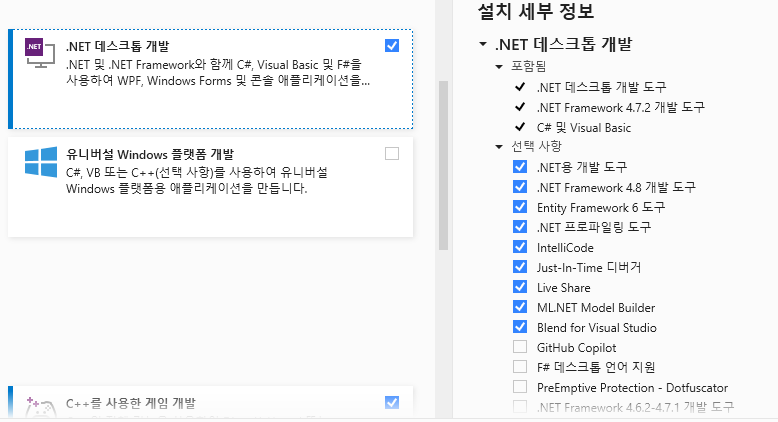 .NET 데스크톱 개발
.NET 및 .NET Framework와 함께 C#, Visual Basic 및 F#을
사용하여 WPF, Windows Forms 및 콘솔 애플리케이션을...
유니버설 Windows 플랫폼 개발
C#, VB 또는 C++(선택 사항)를 사용하여 유니버설
Windows 플랫폼용 애플리케이션을 만듭니다.
C++를 사용한 게임 개발
설치 세부 정보
.NET 데스크톱 개발
포함됨
.NET 데스크톱 개발 도구
.NET Framework 4.7.2 개발 도구
C# 및 Visual Basic
선택 사항
.NET용 개발 도구
.NET Framework 4.8 개발 도구
Entity Framework 6 도구
.NET 프로파일링 도구
IntelliCode
Just-In-Time 디버거
Live Share
ML.NET Model Builder
Blend for Visual Studio
GitHub Copilot
F# 데스크톱 언어 지원
PreEmptive Protection - Dotfuscator
.NET Framework 4.6.2-4.7.1 개발 도구